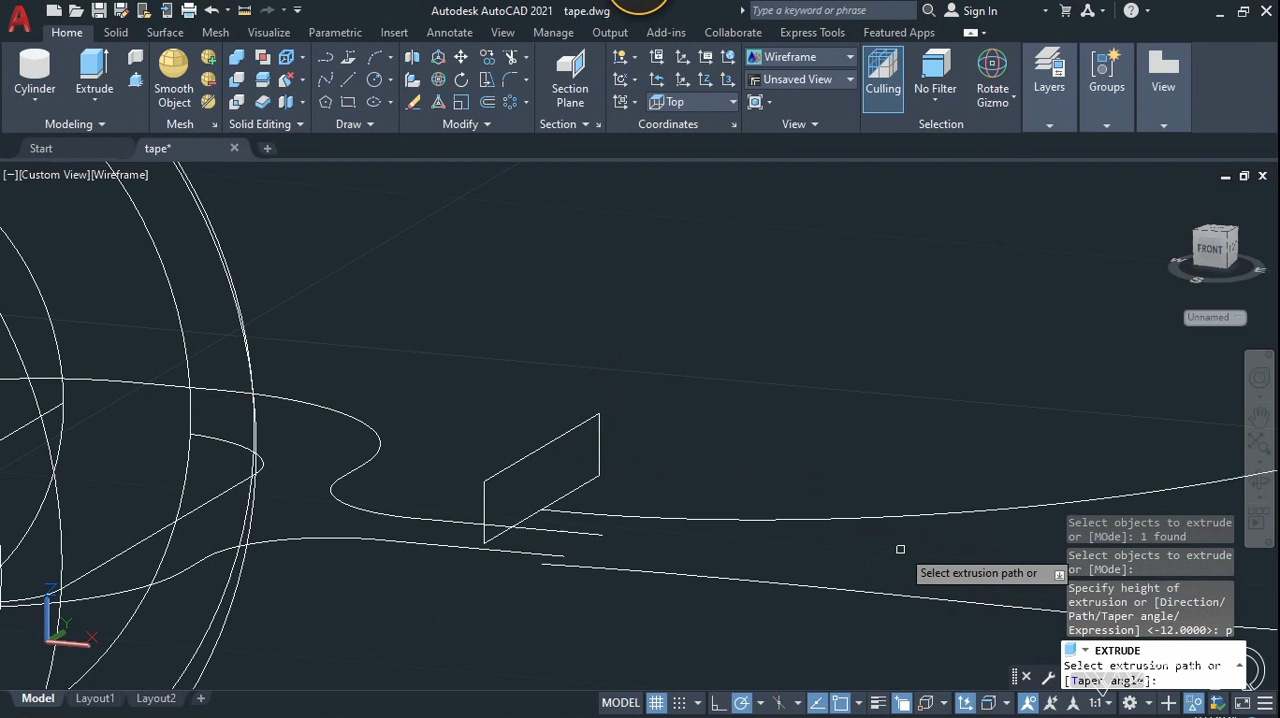 Autodesk AutoCAD 2021 tape.dwg
Type a keyword or phrase
Sign In
Home Solid Surface Mesh Visualize Parametric Insert Annotate View Manage Output Add-ins Collaborate Express Tools Featured Apps
Cylinder
Extrude
Smooth
Object
Section
Plane
Wireframe
Unsaved View
Top
Culling
No Filter
Rotate
Gizmo
Layers
Groups
View
Modeling
Mesh
Solid Editing
Draw
Modify
Section
Coordinates
View
Selection
Start
tape*
[−][Custom View][Wireframe]
FRONT
W
S
E
Unnamed
Select objects to extrude
or [MOde]: 1 found
Select objects to extrude
or [MOde]:
Select extrusion path or
Specify height of
extrusion or [Direction/
Path/Taper angle/
Expression] <-12.0000>: p
EXTRUDE
Select extrusion path or
[Taper angle]:
Z
Y
X
Model Layout1 Layout2
MODEL
1:1